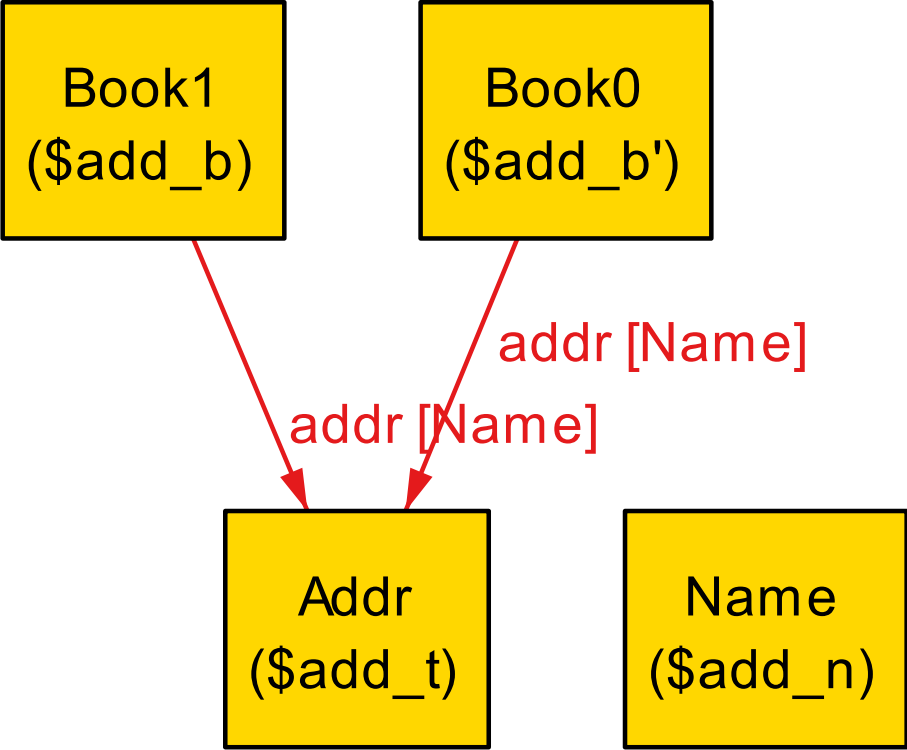 Book1
($add_b)
Book0
($add_b')
addr [Name]
addr [Name]
Addr
($add_t)
Name
($add_n)